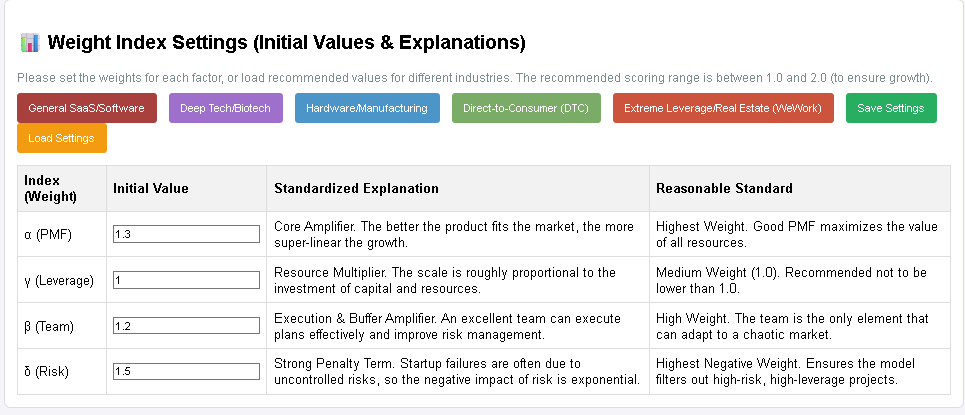 Weight Index Settings (Initial Values & Explanations)
Please set the weights for each factor, or load recommended values for different industries. The recommended scoring range is between 1.0 and 2.0 (to ensure growth).
General SaaS/Software
Deep Tech/Biotech
Hardware/Manufacturing
Direct-to-Consumer (DTC)
Extreme Leverage/Real Estate (WeWork)
Save Settings
Load Settings
Index
(Weight)
Initial Value
Standardized Explanation
Reasonable Standard
α (PMF)
1.3
Core Amplifier. The better the product fits the market, the more
super-linear the growth.
Highest Weight. Good PMF maximizes the value
of all resources.
γ (Leverage)
1
Resource Multiplier. The scale is roughly proportional to the
investment of capital and resources.
Medium Weight (1.0). Recommended not to be
lower than 1.0.
β (Team)
1.2
Execution & Buffer Amplifier. An excellent team can execute
plans effectively and improve risk management.
High Weight. The team is the only element that
can adapt to a chaotic market.
δ (Risk)
1.5
Strong Penalty Term. Startup failures are often due to
uncontrolled risks, so the negative impact of risk is exponential.
Highest Negative Weight. Ensures the model
filters out high-risk, high-leverage projects.